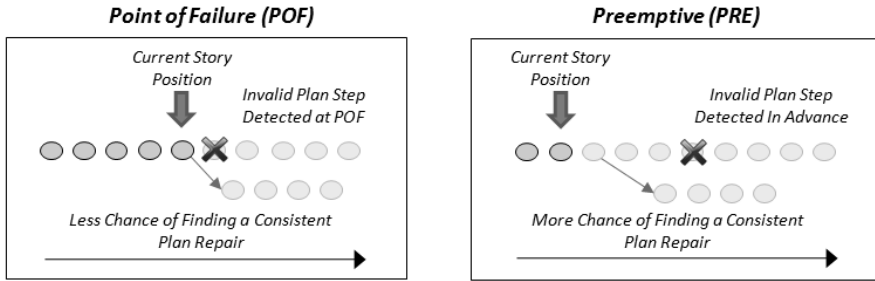 Point of Failure (POF)
Current Story
Position
Invalid Plan Step
Detected at POF
Less Chance of Finding a Consistent
Plan Repair
Preemptive (PRE)
Current Story
Position
Invalid Plan Step
Detected In Advance
More Chance of Finding a Consistent
Plan Repair